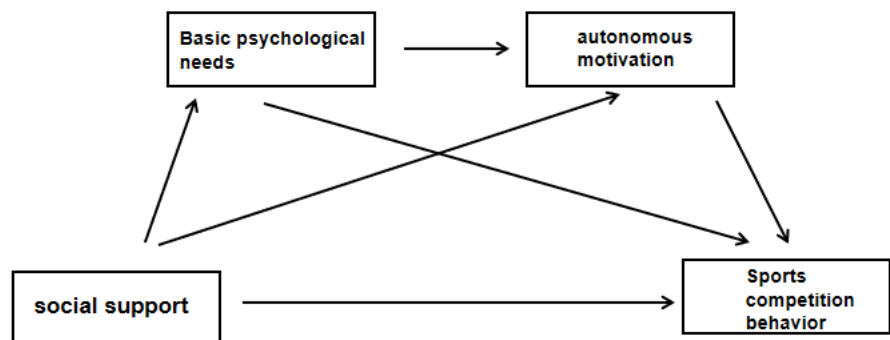 Basic psychological
needs
autonomous
motivation
social support
Sports
competition
behavior